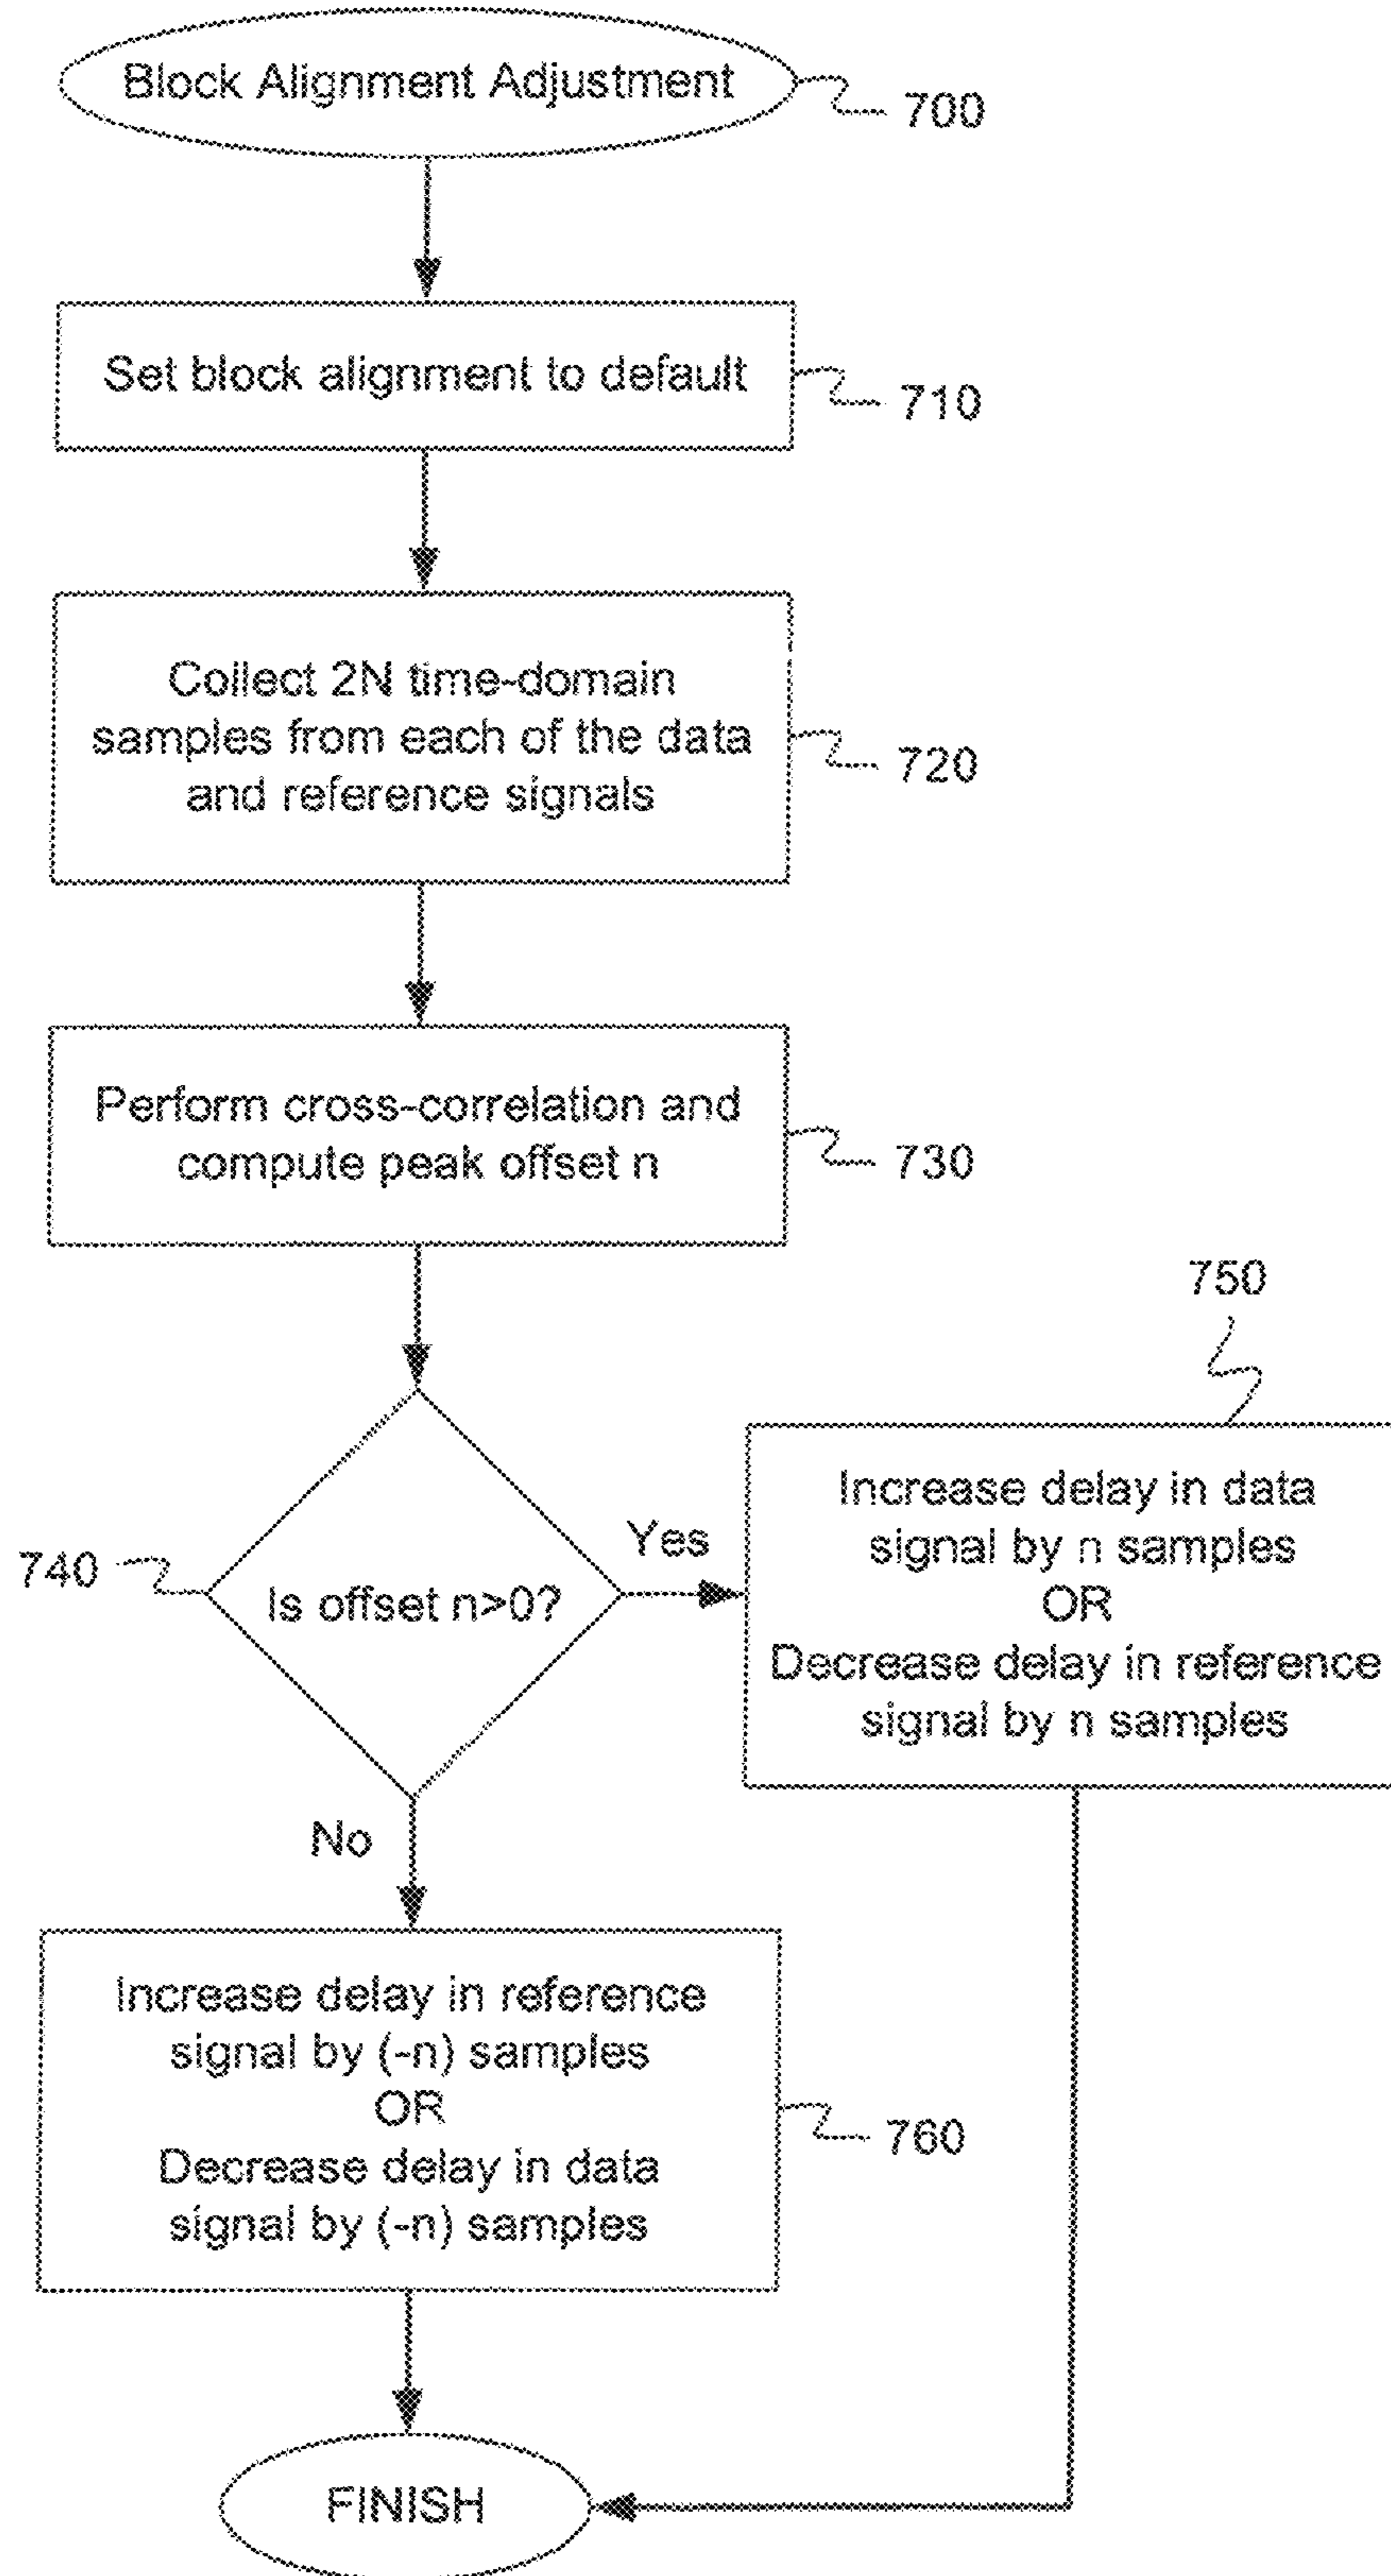 Block Alignment Adjustment
700
Set block alignment to default
710
Collect 2N time-domain
samples from each of the data
and reference signals
720
Perform cross-correlation and
compute peak offset n
730
740
Is offset n>0?
Yes
750
Increase delay in data
signal by n samples
OR
Decrease delay in reference
signal by n samples
No
Increase delay in reference
signal by (-n) samples
OR
Decrease delay in data
signal by (-n) samples
760
FINISH